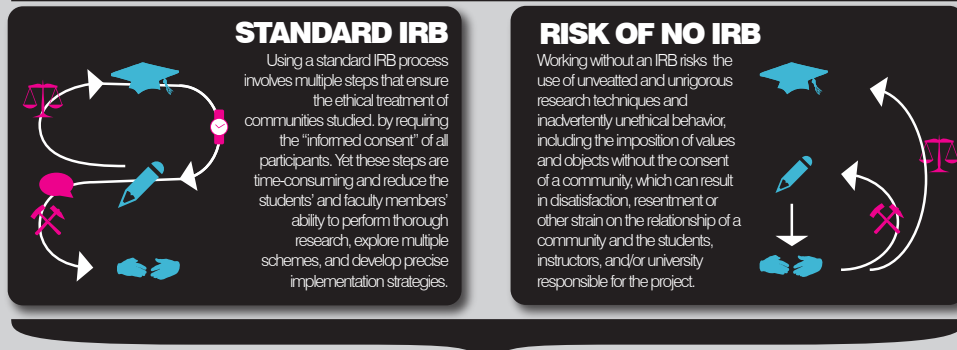 STANDARD IRB
Using a standard IRB process
involves multiple steps that ensure
the ethical treatment of
communities studied. by requiring
the “informed consent” of all
participants. Yet these steps are
time-consuming and reduce the
students’ and faculty members’
ability to perform thorough
research, explore multiple
schemes, and develop precise
implementation strategies.
RISK OF NO IRB
Working without an IRB risks the
use of unveatted and unrigorous
research techniques and
inadvertently unethical behavior,
including the imposition of values
and objects without the consent
of a community, which can result
in disatisfaction, resentment or
other strain on the relationship of a
community and the students,
instructors, and/or university
responsible for the project.